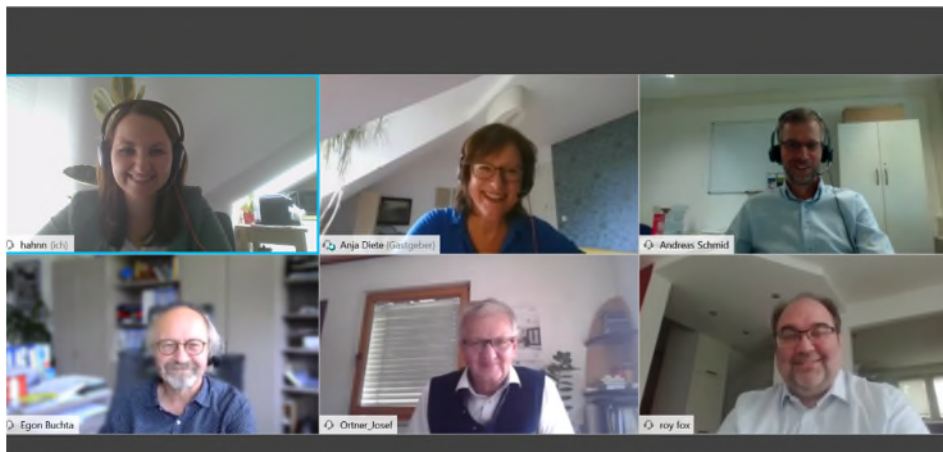 hahnn (ich)
Anja Diete (Gastgeber)
Andreas Schmid
Egon Buchta
Ortner_Josef
roy fox